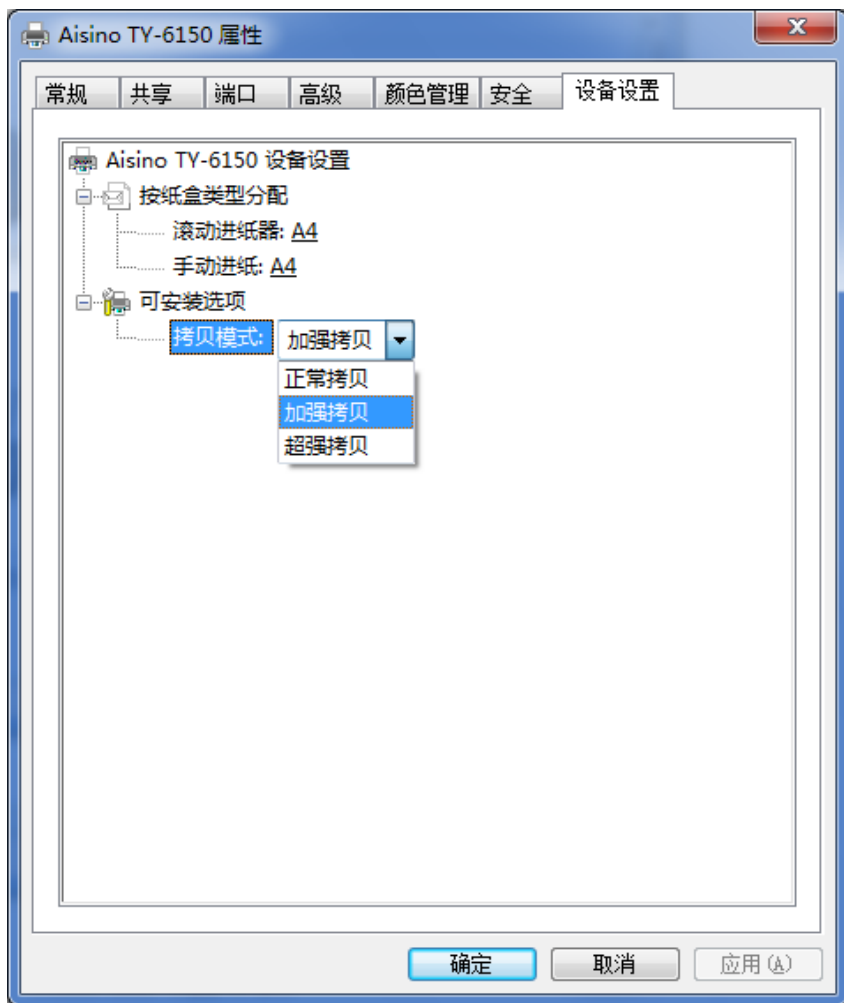 Aisino TY-6150 属性
常规 共享 端口 高级 颜色管理 安全 设备设置
Aisino TY-6150 设备设置
按纸盒类型分配
滚动进纸器: A4
手动进纸: A4
可安装选项
拷贝模式: 加强拷贝
正常拷贝
加强拷贝
超强拷贝
确定 取消 应用(A)